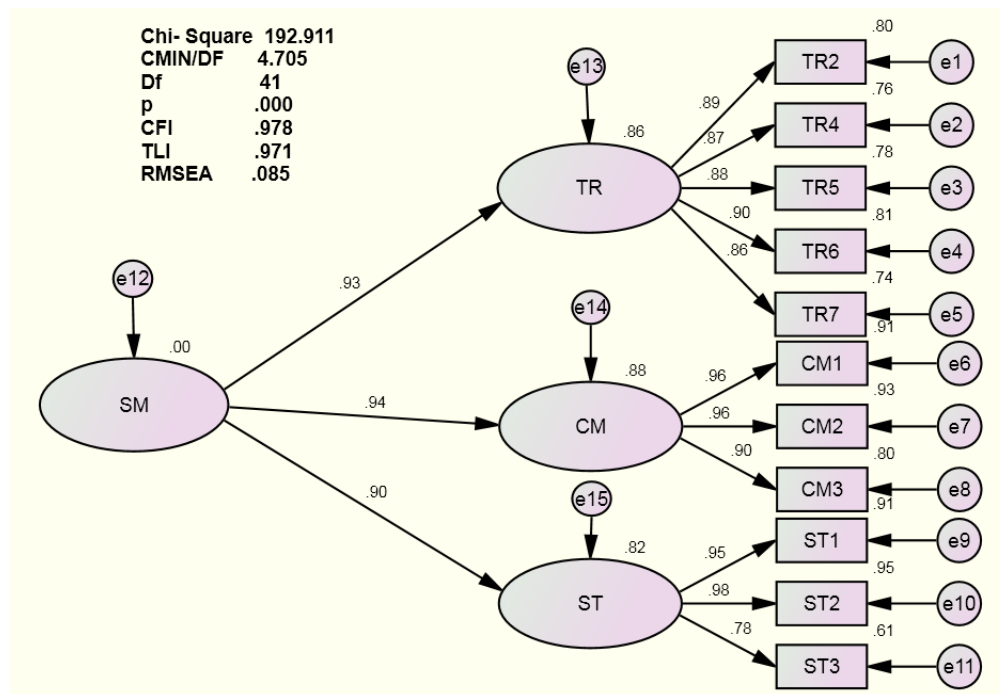 Chi- Square 192.911
CMIN/DF 4.705
Df 41
p .000
CFI .978
TLI .971
RMSEA .085
e12
.00
SM
.93
.94
.90
e13
.86
TR
e14
.88
CM
e15
.82
ST
.89
.87
.88
.90
.86
.96
.96
.90
.95
.98
.78
.80
TR2
e1
.76
TR4
e2
.78
TR5
e3
.81
TR6
e4
.74
TR7
e5
.91
CM1
e6
.93
CM2
e7
.80
CM3
e8
.91
ST1
e9
.95
ST2
e10
.61
ST3
e11